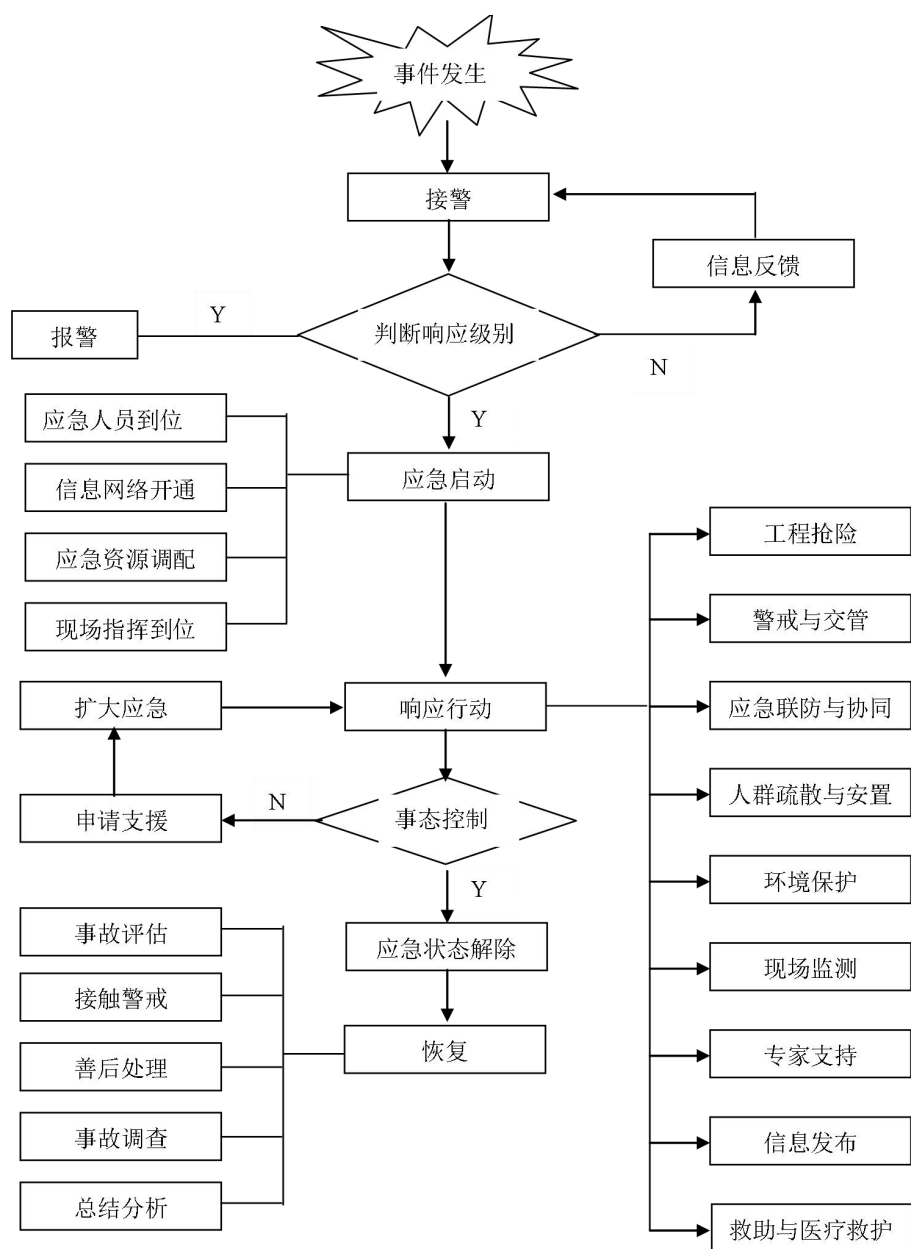 事件发生
接警
信息反馈
Y
报警
判断响应级别
N
应急人员到位
Y
应急启动
信息网络开通
应急资源调配
现场指挥到位
工程抢险
警戒与交管
扩大应急
响应行动
应急联防与协同
N
申请支援
事态控制
人群疏散与安置
Y
环境保护
事故评估
应急状态解除
接触警戒
现场监测
恢复
善后处理
专家支持
事故调查
信息发布
总结分析
救助与医疗救护